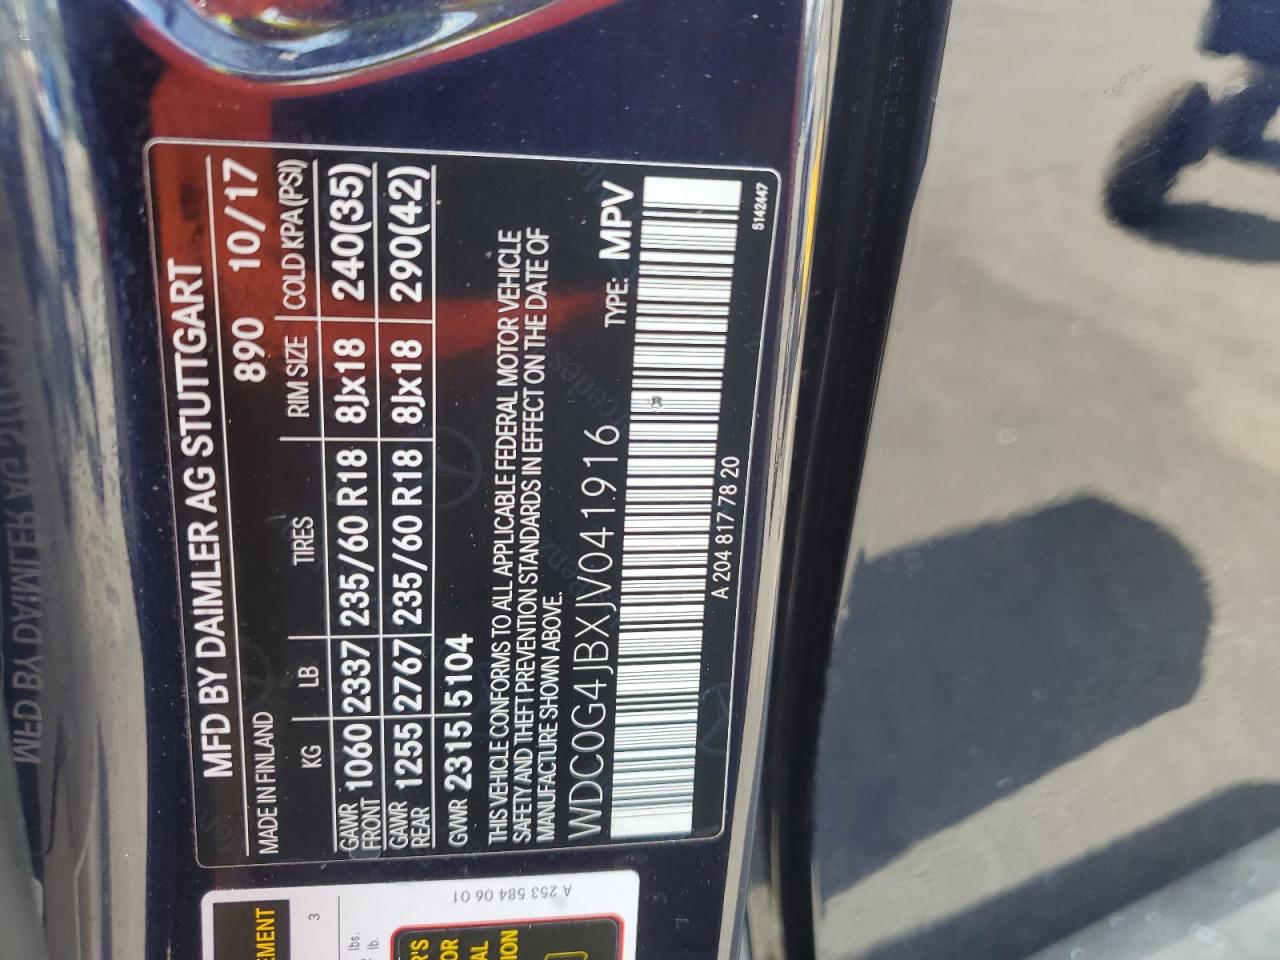 MFD BY DAIMLER AG STUTTGART
MADE IN FINLAND 890 10/17
KG LB TIRES RIM SIZE COLD KPA (PSI)
GAWR FRONT 1060 2337 235/60 R18 8Jx18 240(35)
GAWR REAR 1255 2767 235/60 R18 8Jx18 290(42)
GVWR 2315 5104
THIS VEHICLE CONFORMS TO ALL APPLICABLE FEDERAL MOTOR VEHICLE
SAFETY AND THEFT PREVENTION STANDARDS IN EFFECT ON THE DATE OF
MANUFACTURE SHOWN ABOVE.
WDC0G4JBXJV041916 TYPE: MPV
A 204 817 78 20
5142447
A 253 584 06 01
3
lbs.
lb.